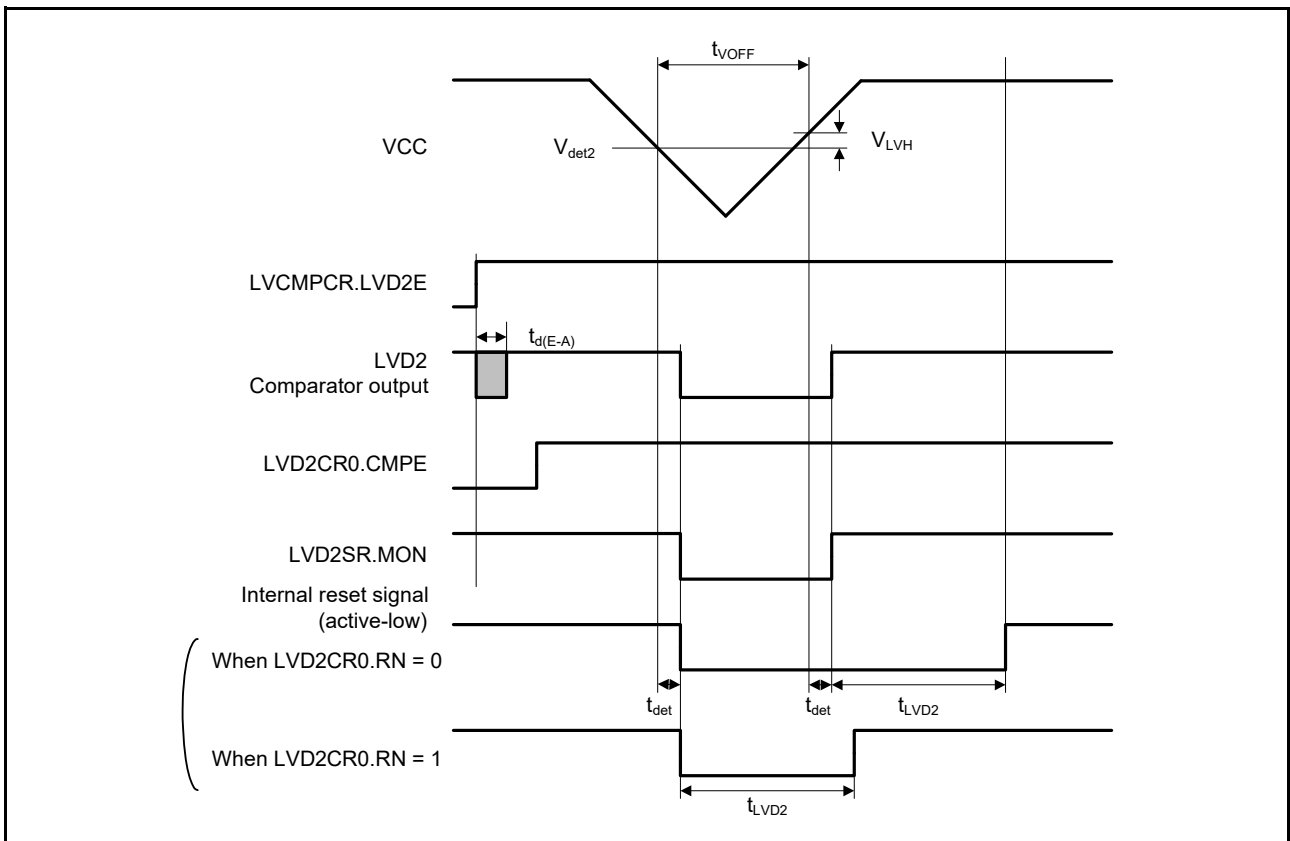 tVOFF
VCC
Vdet2
VLVH
LVCMPCR.LVD2E
td(E-A)
LVD2
Comparator output
LVD2CR0.CMPE
LVD2SR.MON
Internal reset signal
(active-low)
When LVD2CR0.RN = 0
tdet
tdet
tLVD2
When LVD2CR0.RN = 1
tLVD2